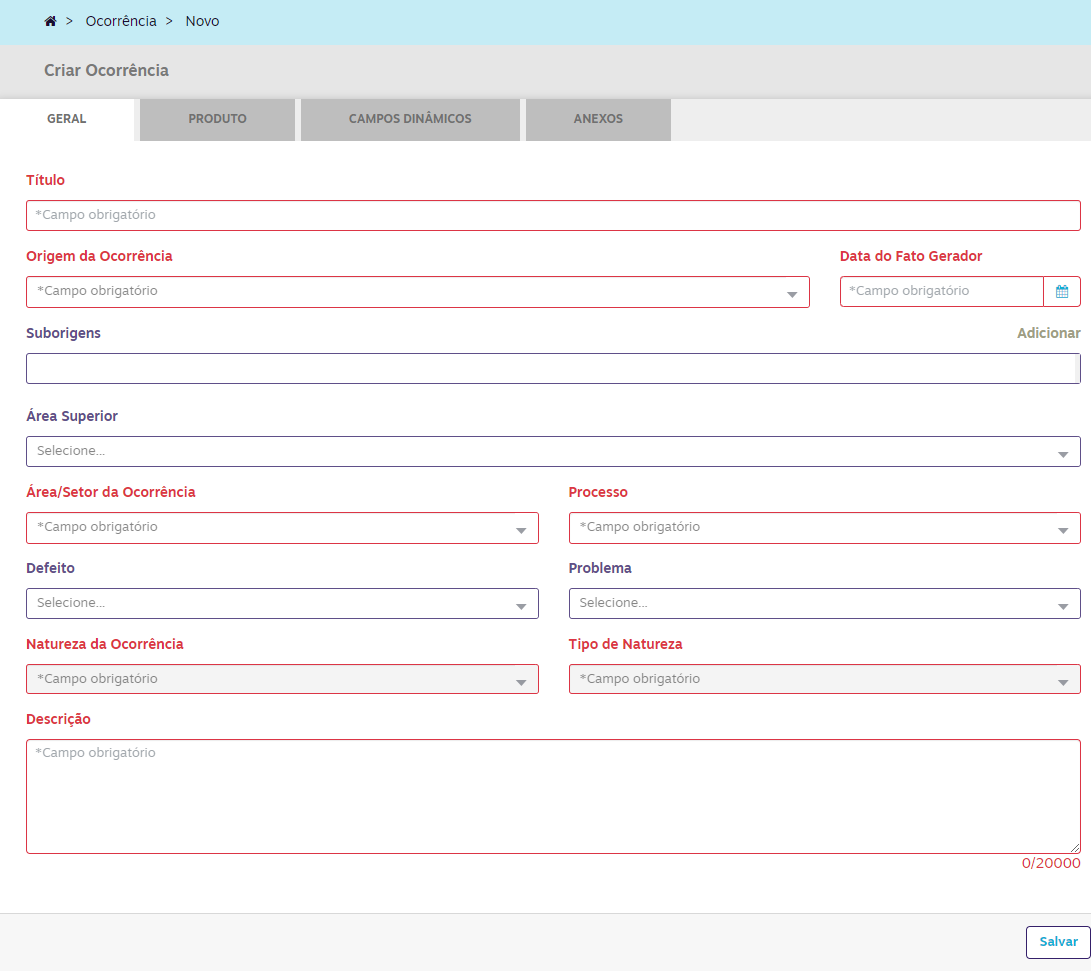 > Ocorrência > Novo
Criar Ocorrência
GERAL PRODUTO CAMPOS DINÂMICOS ANEXOS
Título
*Campo obrigatório
Origem da Ocorrência Data do Fato Gerador
*Campo obrigatório *Campo obrigatório
Suborigens Adicionar
Área Superior
Selecione...
Área/Setor da Ocorrência Processo
*Campo obrigatório *Campo obrigatório
Defeito Problema
Selecione... Selecione...
Natureza da Ocorrência Tipo de Natureza
*Campo obrigatório *Campo obrigatório
Descrição
*Campo obrigatório
0/20000
Salvar